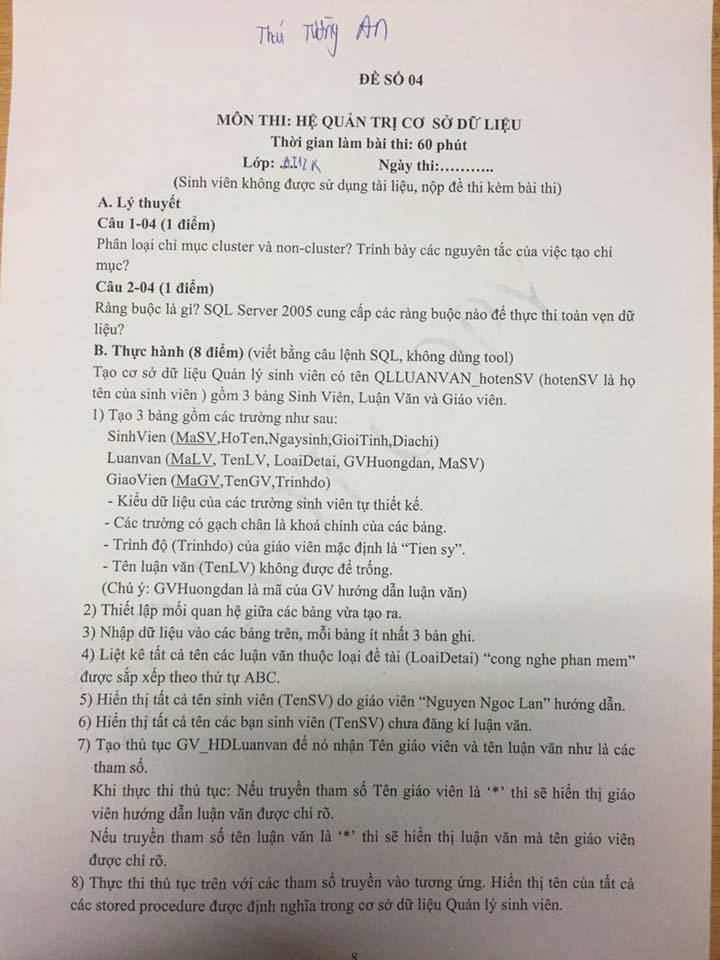 Thú Tường An
ĐỀ SỐ 04
MÔN THI: HỆ QUẢN TRỊ CƠ SỞ DỮ LIỆU
Thời gian làm bài thi: 60 phút
Lớp: ĐI12K Ngày thi:...........
(Sinh viên không được sử dụng tài liệu, nộp đề thi kèm bài thi)
A. Lý thuyết
Câu 1-04 (1 điểm)
Phân loại chỉ mục cluster và non-cluster? Trình bày các nguyên tắc của việc tạo chỉ
mục?
Câu 2-04 (1 điểm)
Ràng buộc là gì? SQL Server 2005 cung cấp các ràng buộc nào để thực thi toàn vẹn dữ
liệu?
B. Thực hành (8 điểm) (viết bằng câu lệnh SQL, không dùng tool)
Tạo cơ sở dữ liệu Quản lý sinh viên có tên QLLUANVAN_hotenSV (hotenSV là họ
tên của sinh viên ) gồm 3 bảng Sinh Viên, Luận Văn và Giáo viên.
1) Tạo 3 bảng gồm các trường như sau:
SinhVien (MaSV,HoTen,Ngaysinh,GioiTinh,Diachi)
Luanvan (MaLV, TenLV, LoaiDetai, GVHuongdan, MaSV)
GiaoVien (MaGV,TenGV,Trinhdo)
- Kiểu dữ liệu của các trường sinh viên tự thiết kế.
- Các trường có gạch chân là khoá chính của các bảng.
- Trình độ (Trinhdo) của giáo viên mặc định là “Tien sy”.
- Tên luận văn (TenLV) không được để trống.
(Chú ý: GVHuongdan là mã của GV hướng dẫn luận văn)
2) Thiết lập mối quan hệ giữa các bảng vừa tạo ra.
3) Nhập dữ liệu vào các bảng trên, mỗi bảng ít nhất 3 bản ghi.
4) Liệt kê tất cả tên các luận văn thuộc loại đề tài (LoaiDetai) “cong nghe phan mem”
được sắp xếp theo thứ tự ABC.
5) Hiển thị tất cả tên sinh viên (TenSV) do giáo viên “Nguyen Ngoc Lan” hướng dẫn.
6) Hiển thị tất cả tên các bạn sinh viên (TenSV) chưa đăng kí luận văn.
7) Tạo thủ tục GV_HDLuanvan để nó nhận Tên giáo viên và tên luận văn như là các
tham số.
Khi thực thi thủ tục: Nếu truyền tham số Tên giáo viên là ‘*’ thì sẽ hiển thị giáo
viên hướng dẫn luận văn được chỉ rõ.
Nếu truyền tham số tên luận văn là ‘*’ thì sẽ hiển thị luận văn mà tên giáo viên
được chỉ rõ.
8) Thực thi thủ tục trên với các tham số truyền vào tương ứng. Hiển thị tên của tất cả
các stored procedure được định nghĩa trong cơ sở dữ liệu Quản lý sinh viên.
8